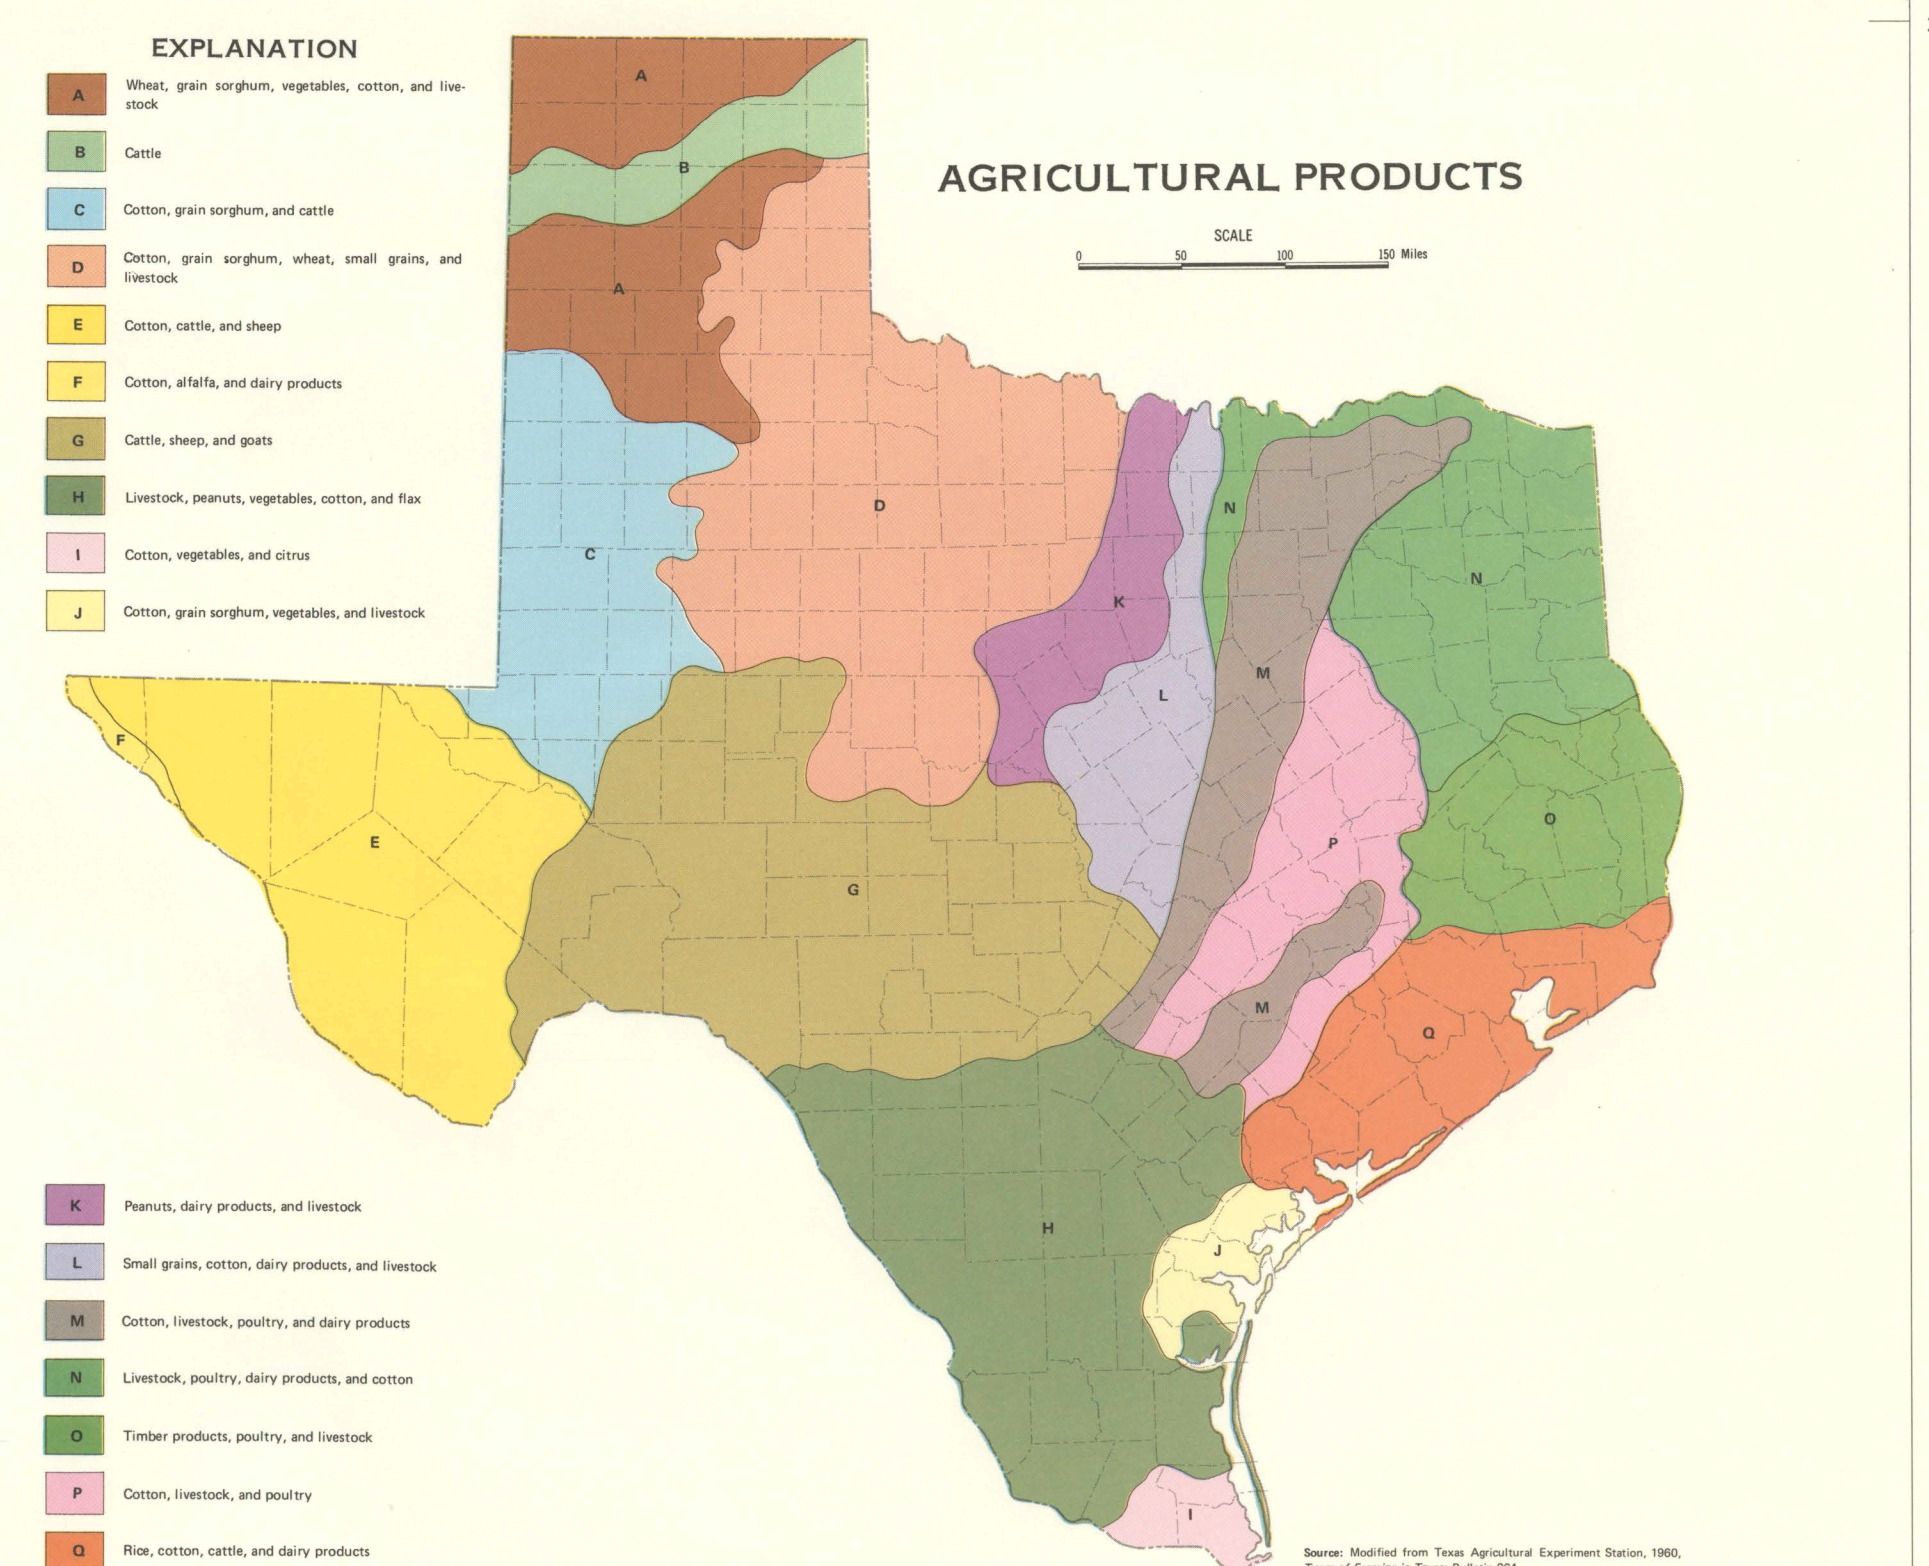 EXPLANATION
A
Wheat, grain sorghum, vegetables, cotton, and live-
stock
B
Cattle
C
Cotton, grain sorghum, and cattle
D
Cotton, grain sorghum, wheat, small grains, and
livestock
E
Cotton, cattle, and sheep
F
Cotton, alfalfa, and dairy products
G
Cattle, sheep, and goats
H
Livestock, peanuts, vegetables, cotton, and flax
I
Cotton, vegetables, and citrus
J
Cotton, grain sorghum, vegetables, and livestock
K
Peanuts, dairy products, and livestock
L
Small grains, cotton, dairy products, and livestock
M
Cotton, livestock, poultry, and dairy products
N
Livestock, poultry, dairy products, and cotton
O
Timber products, poultry, and livestock
P
Cotton, livestock, and poultry
Q
Rice, cotton, cattle, and dairy products
AGRICULTURAL PRODUCTS
SCALE
0 50 100 150 Miles
A
B
A
D
C
N
N
K
M
L
F
E
O
P
G
M
Q
H
J
I
Source: Modified from Texas Agricultural Experiment Station, 1960,